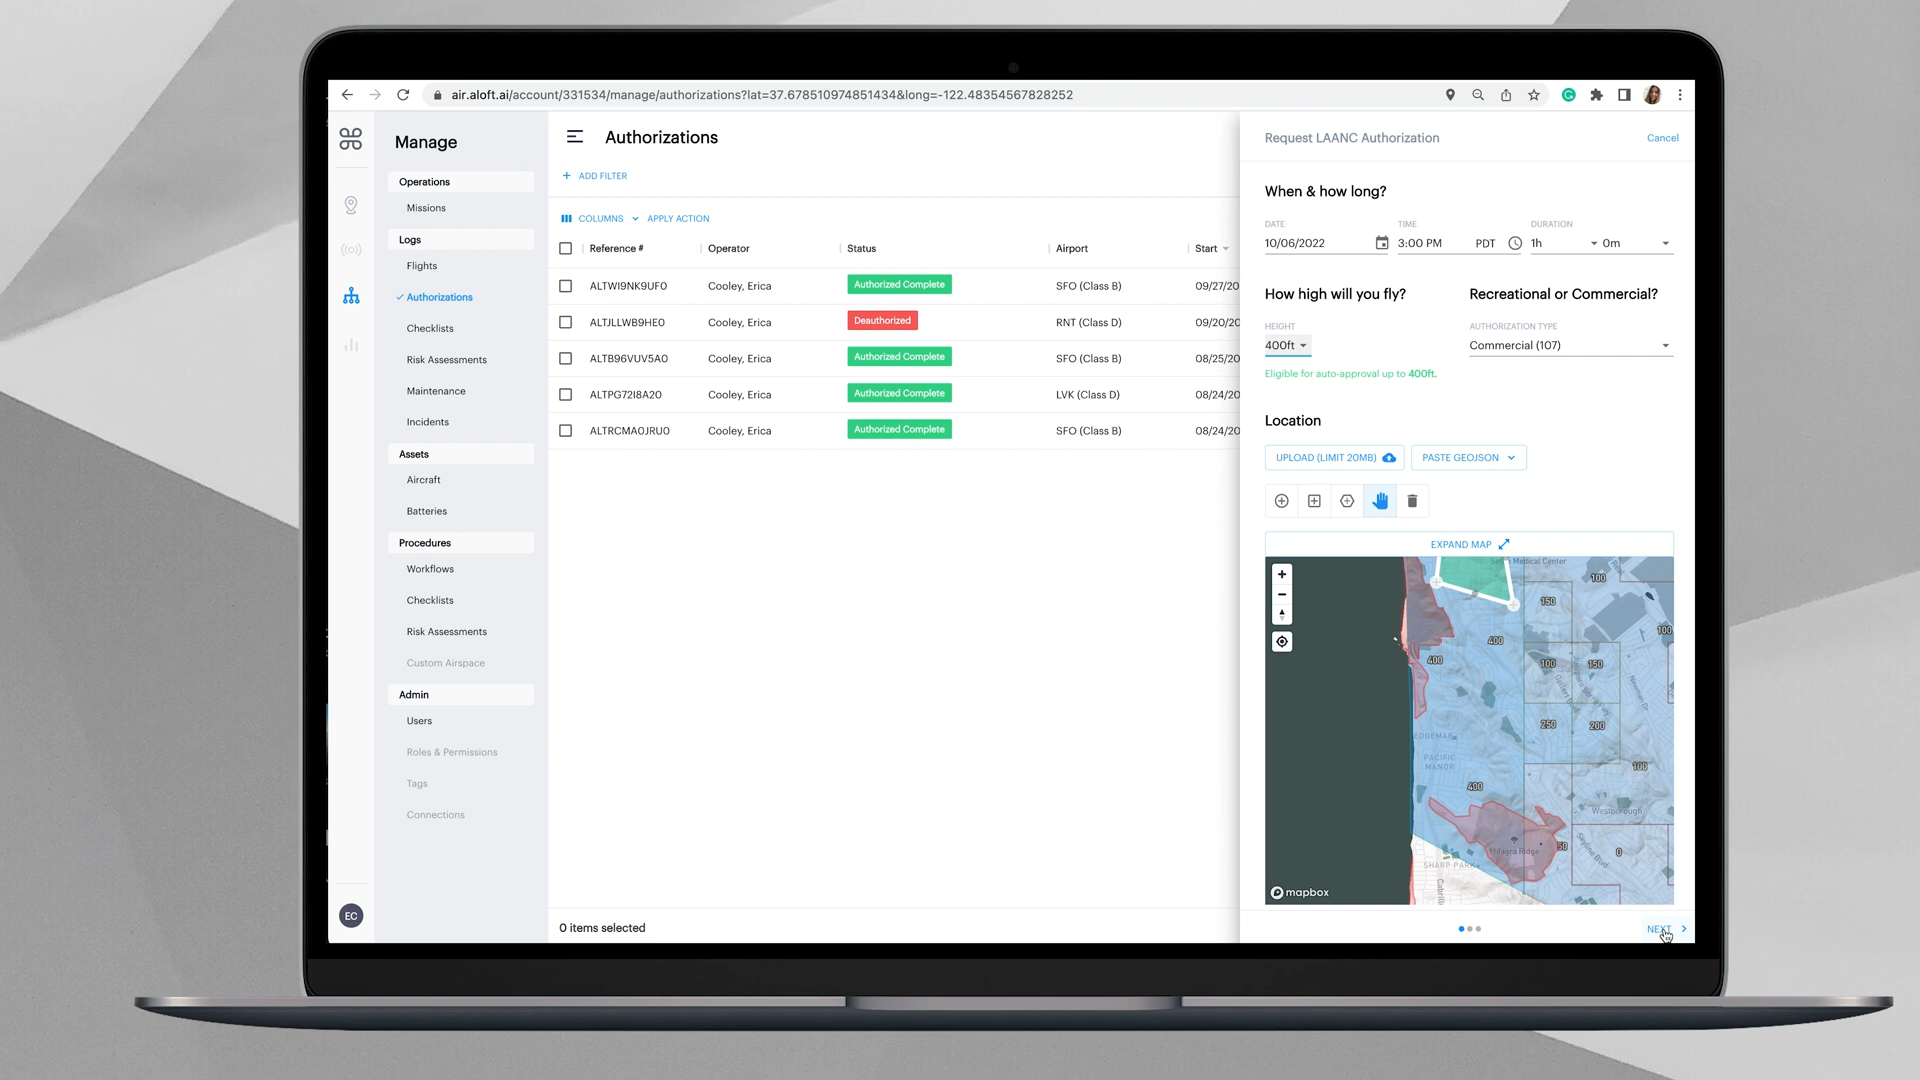 air.aloft.ai/account/331534/manage/authorizations?lat=37.678510974851434&long=-122.48354567828252
Manage
Operations
Missions
Logs
Flights
Authorizations
Checklists
Risk Assessments
Maintenance
Incidents
Assets
Aircraft
Batteries
Procedures
Workflows
Checklists
Risk Assessments
Custom Airspace
Admin
Users
Roles & Permissions
Tags
Connections
EC
Authorizations
+ ADD FILTER
COLUMNS APPLY ACTION
Reference # Operator Status Airport Start
ALTWI9NK9UF0 Cooley, Erica Authorized Complete SFO (Class B) 09/27/20
ALTJLLWB9HE0 Cooley, Erica Deauthorized RNT (Class D) 09/20/20
ALTB96VUV5A0 Cooley, Erica Authorized Complete SFO (Class B) 08/25/20
ALTPG72I8A20 Cooley, Erica Authorized Complete LVK (Class D) 08/24/20
ALTRCMA0JRU0 Cooley, Erica Authorized Complete SFO (Class B) 08/24/20
0 items selected
Request LAANC Authorization Cancel
When & how long?
DATE TIME DURATION
10/06/2022 3:00 PM PDT 1h 0m
How high will you fly? Recreational or Commercial?
HEIGHT AUTHORIZATION TYPE
400ft Commercial (107)
Eligible for auto-approval up to 400ft.
Location
UPLOAD (LIMIT 20MB) PASTE GEOJSON
EXPAND MAP
Medical Center
100
150
100
400
400
100 150
Newman Dr
250 200
EDGEMAR
PACIFIC
MANOR
100
400
Westborough
Skyline Blvd
50
0
Milagra Ridge
SHARP PARK
mapbox
NEXT